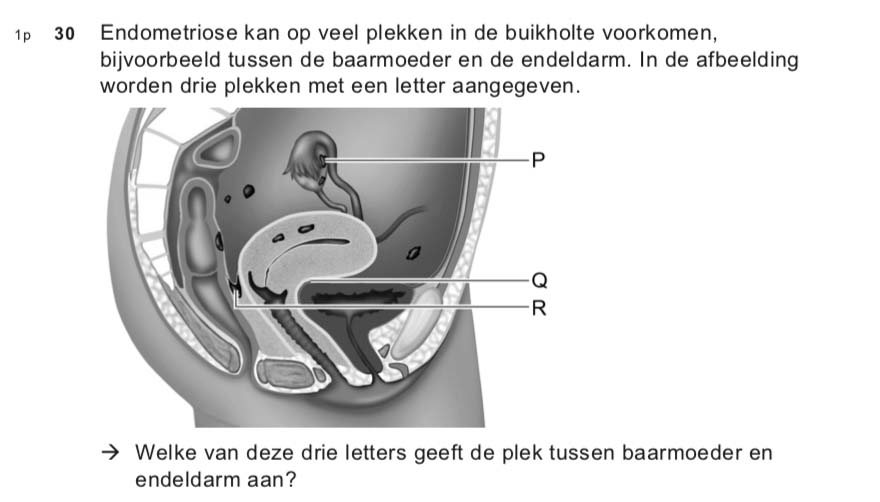 1p 30 Endometriose kan op veel plekken in de buikholte voorkomen,
bijvoorbeeld tussen de baarmoeder en de endeldarm. In de afbeelding
worden drie plekken met een letter aangegeven.
P
Q
R
→ Welke van deze drie letters geeft de plek tussen baarmoeder en
endeldarm aan?